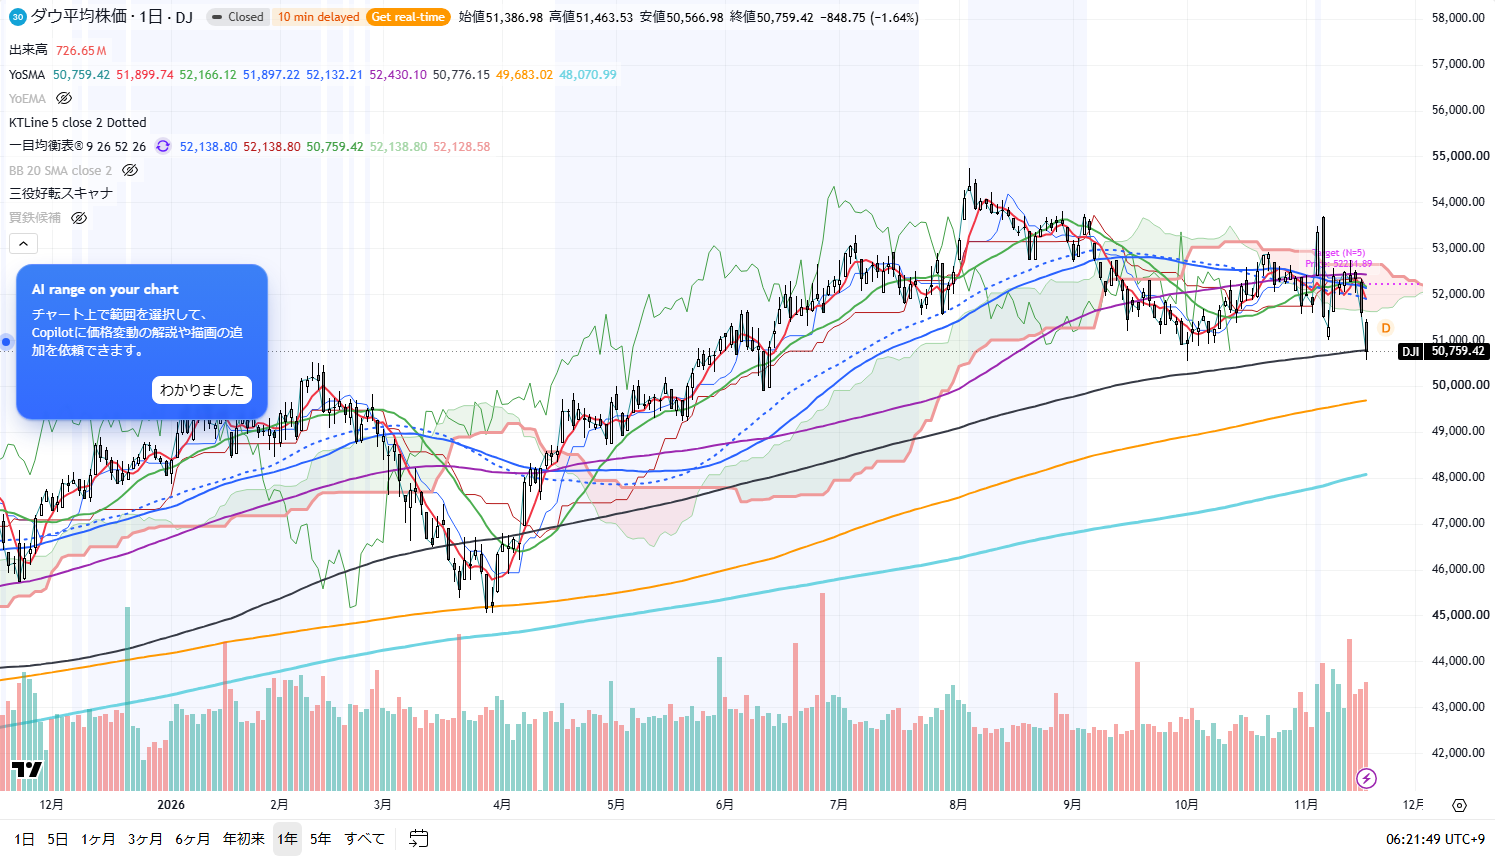 30 ダウ平均株価・1日・DJ Closed 10 min delayed Get real-time 始値51,386.98 高値51,463.53 安値50,566.98 終値50,759.42 −848.75 (−1.64%)
出来高 726.65 M
YoSMA 50,759.42 51,899.74 52,166.12 51,897.22 52,132.21 52,430.10 50,776.15 49,683.02 48,070.99
YoEMA
KTLine 5 close 2 Dotted
一目均衡表® 9 26 52 26 52,138.80 52,138.80 50,759.42 52,138.80 52,128.58
BB 20 SMA close 2
三役好転スキャナ
買鉄候補
AI range on your chart
チャート上で範囲を選択して、
Copilotに価格変動の解説や描画の追
加を依頼できます。
わかりました
58,000.00
57,000.00
56,000.00
55,000.00
54,000.00
53,000.00
52,000.00
51,000.00
DJI 50,759.42
50,000.00
49,000.00
48,000.00
47,000.00
46,000.00
45,000.00
44,000.00
43,000.00
42,000.00
(N=5)
D
12月 2026 2月 3月 4月 5月 6月 7月 8月 9月 10月 11月 12月
1日 5日 1ヶ月 3ヶ月 6ヶ月 年初来 1年 5年 すべて
06:21:49 UTC+9